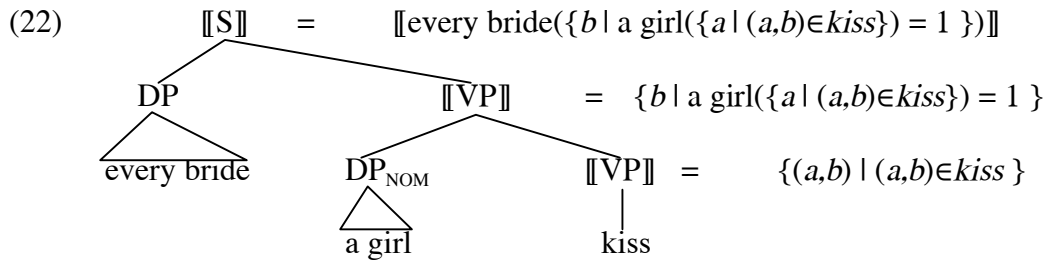 (22) ⟦S⟧ = ⟦every bride({b | a girl({a | (a,b)∈kiss}) = 1 })⟧
DP ⟦VP⟧ = {b | a girl({a | (a,b)∈kiss}) = 1 }
every bride DP_NOM ⟦VP⟧ = {(a,b) | (a,b)∈kiss }
a girl kiss